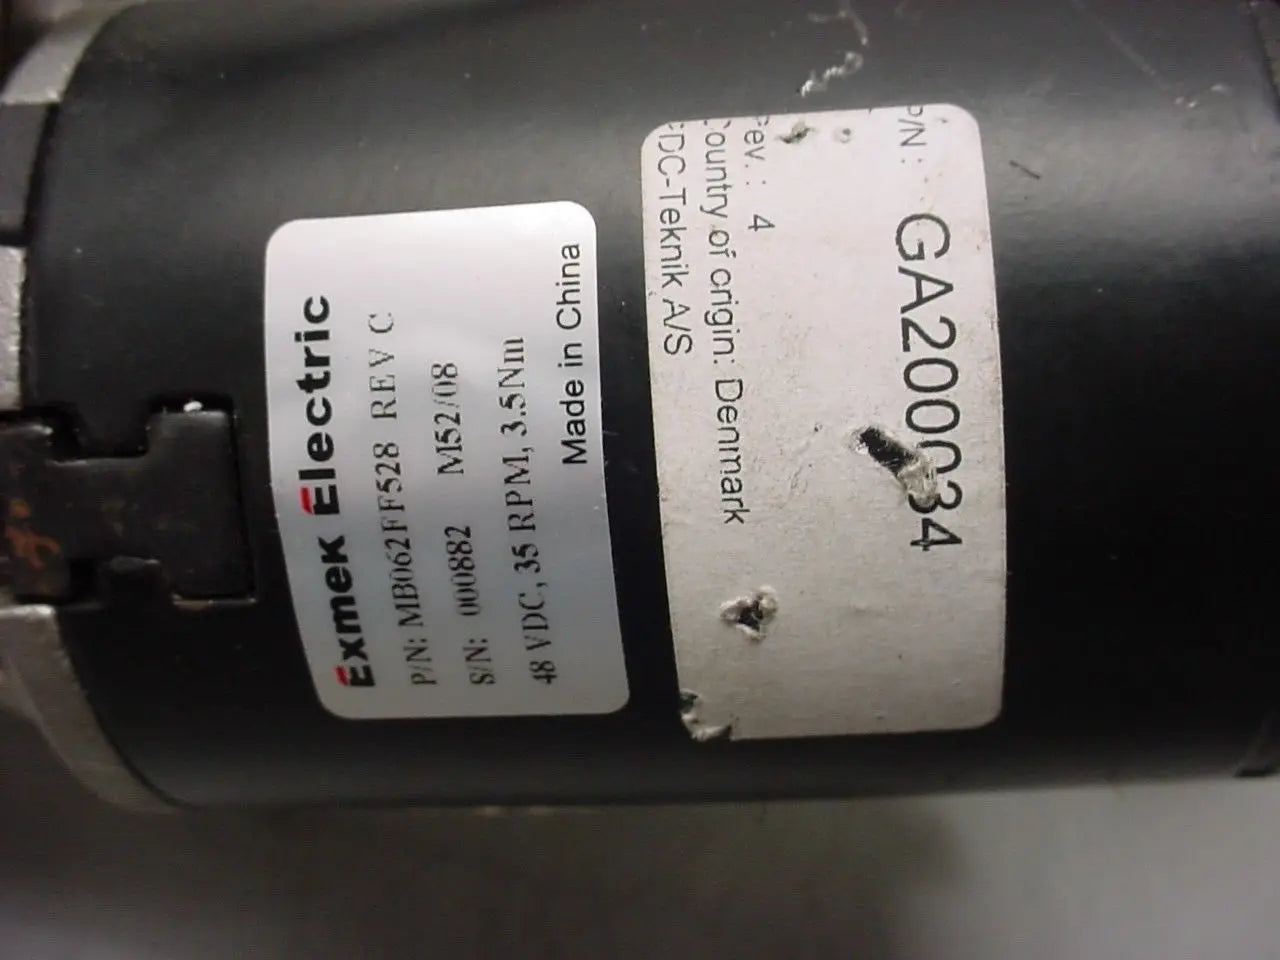 Exmek Electric
P/N: MB062FF528 REV C
S/N: 000882 M52/08
48 VDC, 35 RPM, 3.5Nm
Made in China
P/N: GA200034
Rev.: 4
Country of origin: Denmark
DC-Teknik A/S